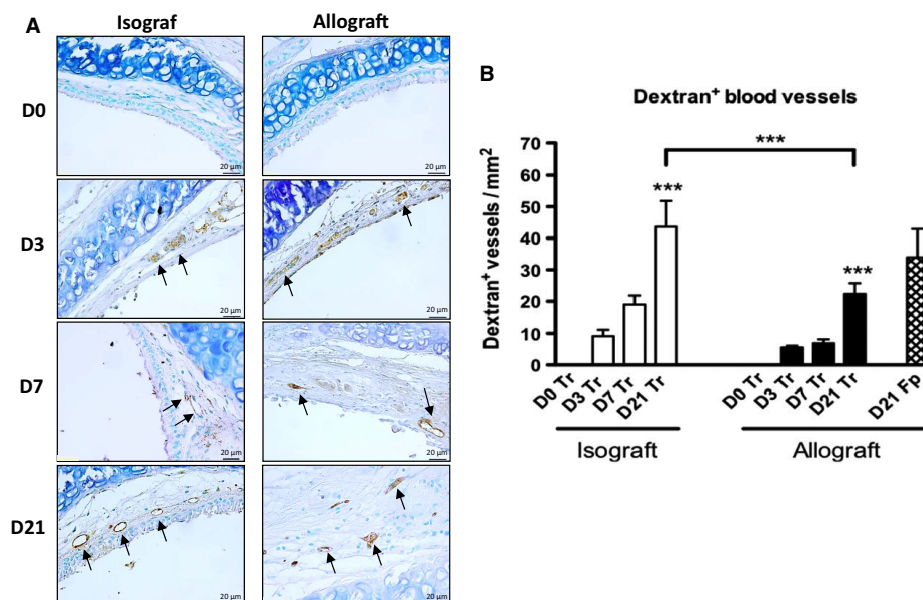 A
Isograf
Allograft
D0
20 µm
20 µm
D3
20 µm
20 µm
D7
20 µm
20 µm
D21
20 µm
20 µm
B
Dextran⁺ blood vessels
Dextran⁺ vessels / mm²
70
60
50
40
30
20
10
0
***
***
***
D0 Tr
D3 Tr
D7 Tr
D21 Tr
D0 Tr
D3 Tr
D7 Tr
D21 Tr
D21 Fp
Isograft
Allograft